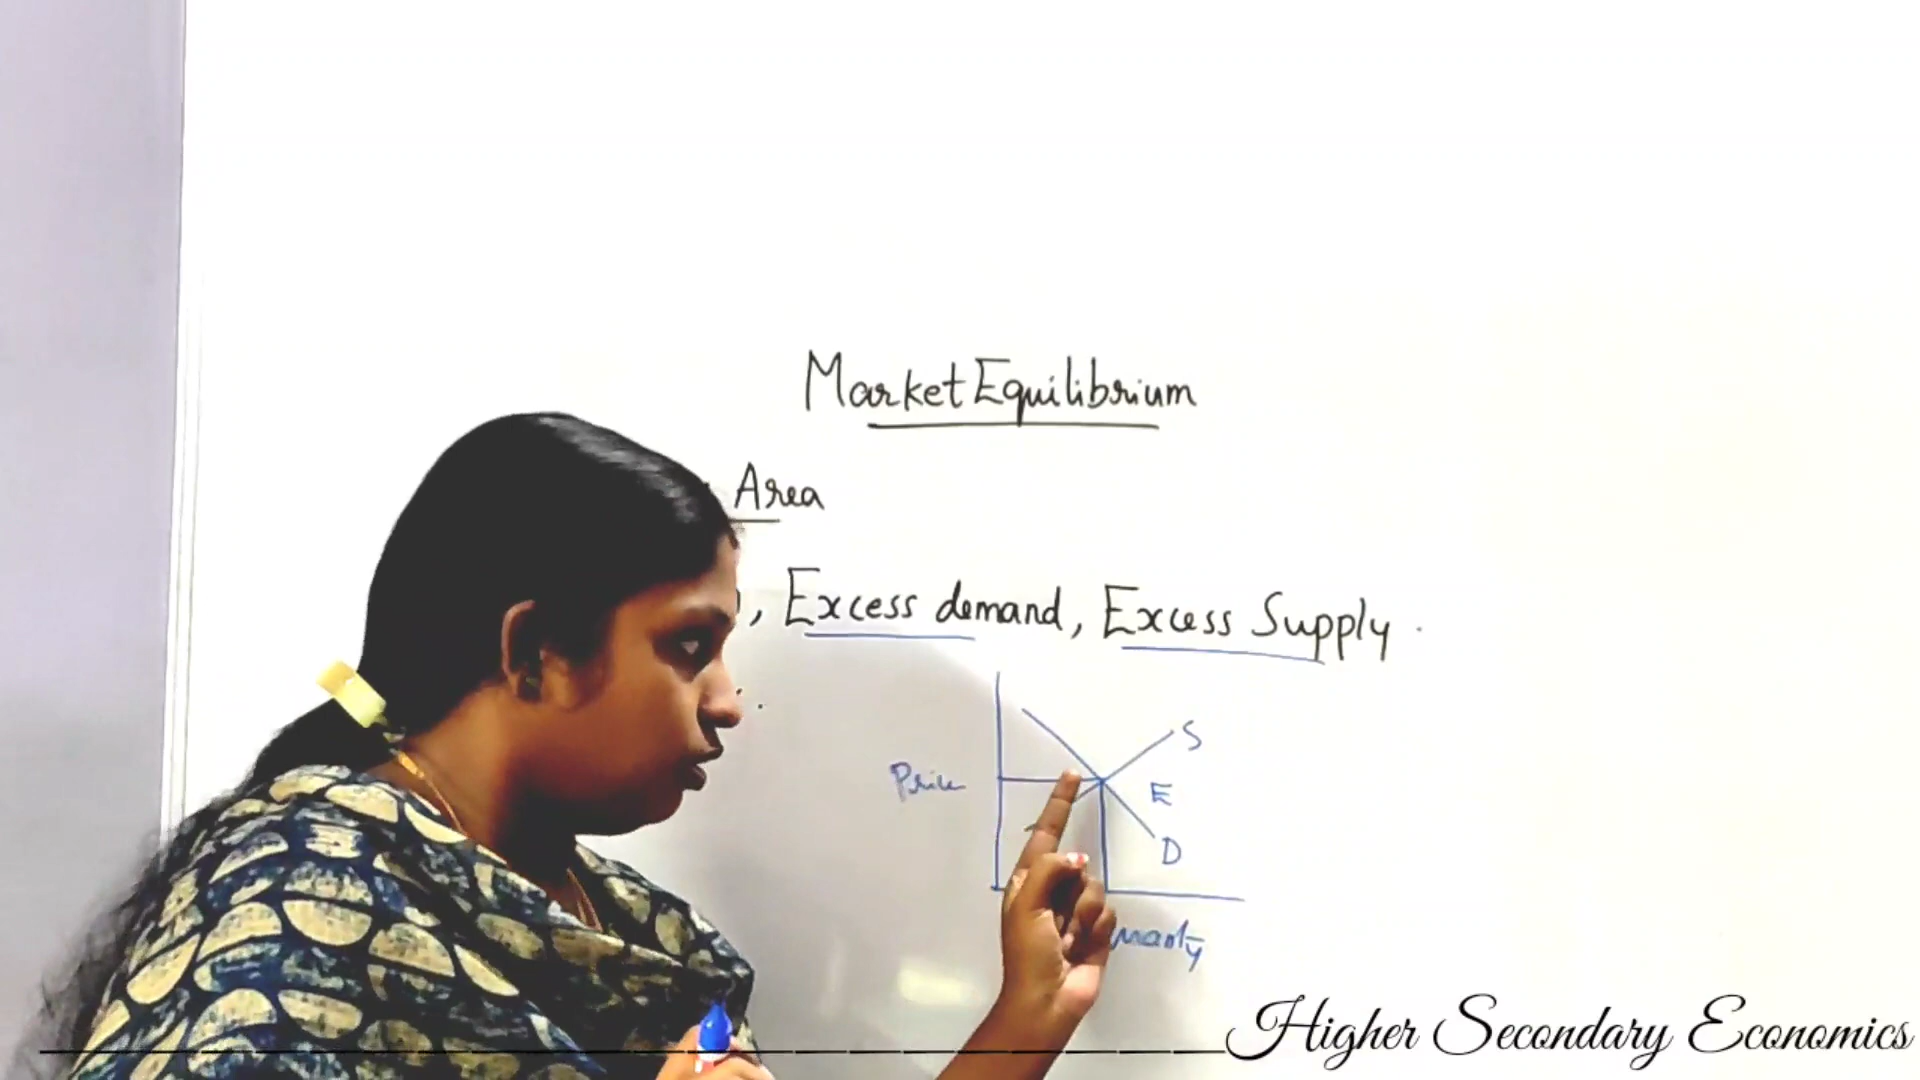 Market Equilibrium
Area
, Excess demand, Excess Supply.
S
Price
E
D
Higher Secondary Economics